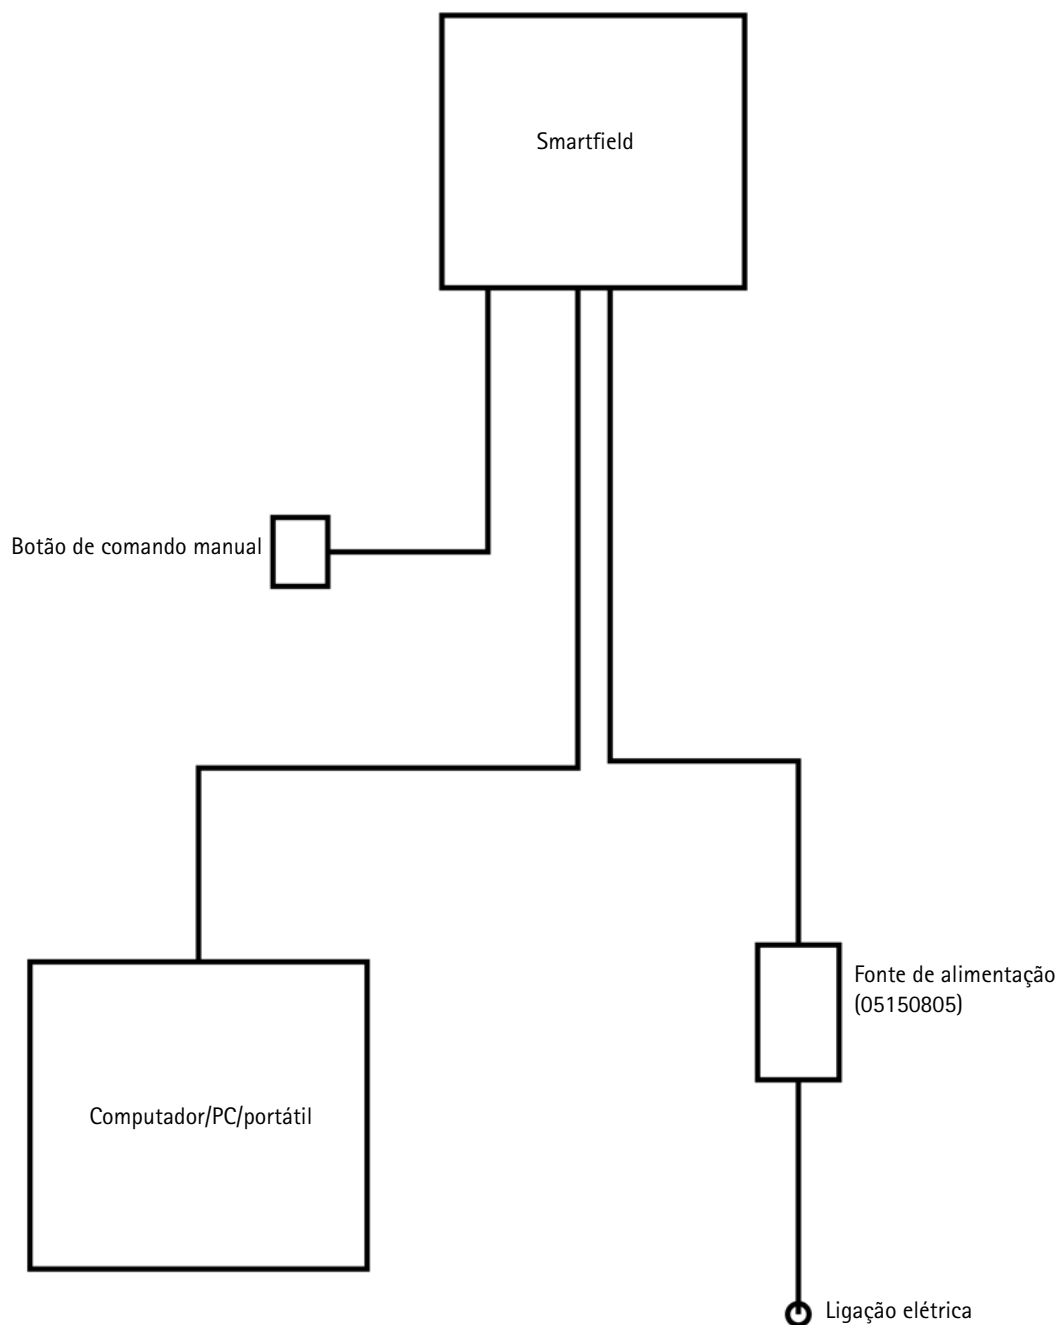 Smartfield
Botão de comando manual
Fonte de alimentação
(05150805)
Computador/PC/portátil
Ligação elétrica